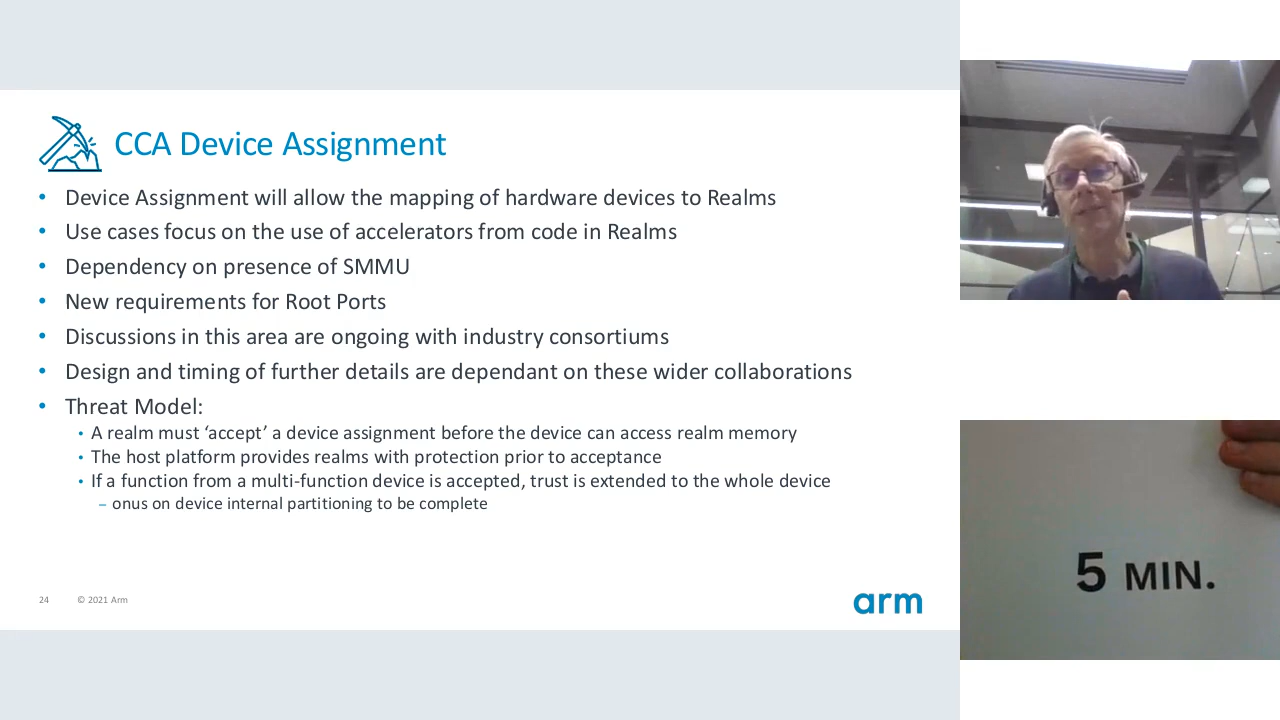 CCA Device Assignment
• Device Assignment will allow the mapping of hardware devices to Realms
• Use cases focus on the use of accelerators from code in Realms
• Dependency on presence of SMMU
• New requirements for Root Ports
• Discussions in this area are ongoing with industry consortiums
• Design and timing of further details are dependant on these wider collaborations
• Threat Model:
• A realm must ‘accept’ a device assignment before the device can access realm memory
• The host platform provides realms with protection prior to acceptance
• If a function from a multi-function device is accepted, trust is extended to the whole device
– onus on device internal partitioning to be complete
24 © 2021 Arm
arm
5 MIN.